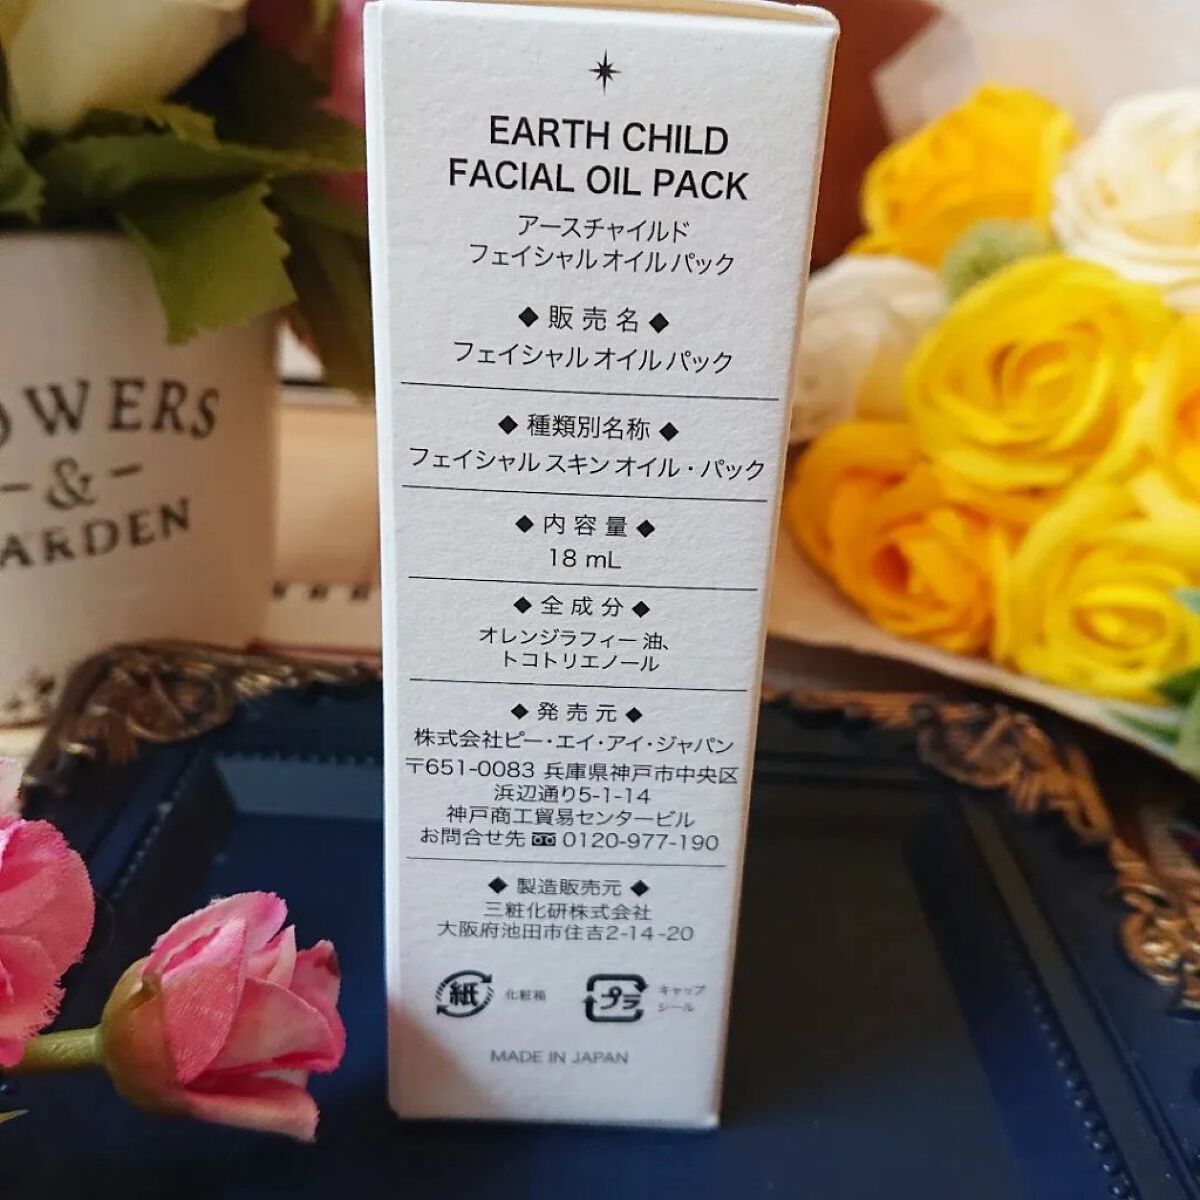 EARTH CHILD
FACIAL OIL PACK
アースチャイルド
フェイシャル オイル パック
◆ 販 売 名 ◆
フェイシャル オイル パック
◆ 種類別名称 ◆
フェイシャル スキン オイル・パック
◆ 内 容 量 ◆
18 mL
◆ 全 成 分 ◆
オレンジラフィー 油、
トコトリエノール
◆ 発 売 元 ◆
株式会社ピー・エイ・アイ・ジャパン
〒651-0083 兵庫県神戸市中央区
浜辺通り5-1-14
神戸商工貿易センタービル
お問合せ先 0120-977-190
◆ 製造販売元 ◆
三粧化研株式会社
大阪府池田市住吉2-14-20
紙 化粧箱
プラ キャップ
シール
MADE IN JAPAN
OWERS
- & -
ARDEN